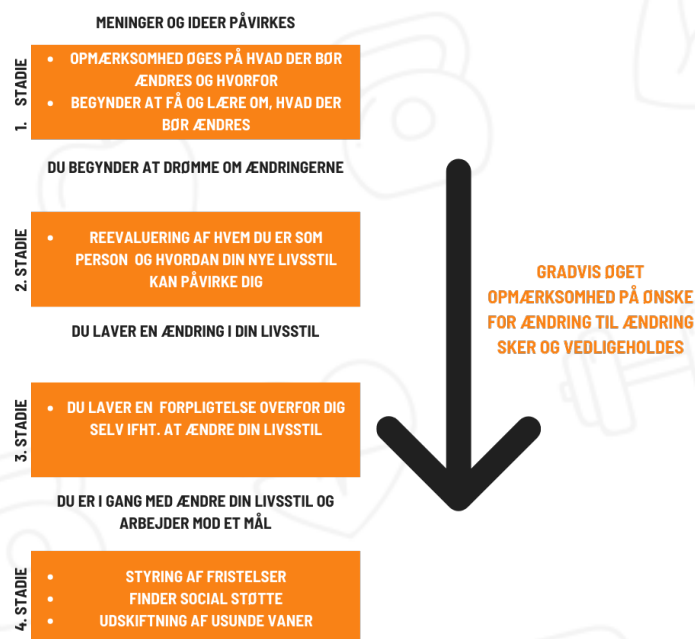 MENINGER OG IDEER PÅVIRKES
1. STADIE
• OPMÆRKSOMHED ØGES PÅ HVAD DER BØR
ÆNDRES OG HVORFOR
• BEGYNDER AT FÅ OG LÆRE OM, HVAD DER
BØR ÆNDRES
DU BEGYNDER AT DRØMME OM ÆNDRINGERNE
2. STADIE
• REEVALUERING AF HVEM DU ER SOM
PERSON OG HVORDAN DIN NYE LIVSSTIL
KAN PÅVIRKE DIG
DU LAVER EN ÆNDRING I DIN LIVSSTIL
3. STADIE
• DU LAVER EN FORPLIGTELSE OVERFOR DIG
SELV IFHT. AT ÆNDRE DIN LIVSSTIL
DU ER I GANG MED ÆNDRE DIN LIVSSTIL OG
ARBEJDER MOD ET MÅL
4. STADIE
• STYRING AF FRISTELSER
• FINDER SOCIAL STØTTE
• UDSKIFTNING AF USUNDE VANER
GRADVIS ØGET
OPMÆRKSOMHED PÅ ØNSKE
FOR ÆNDRING TIL ÆNDRING
SKER OG VEDLIGEHOLDES